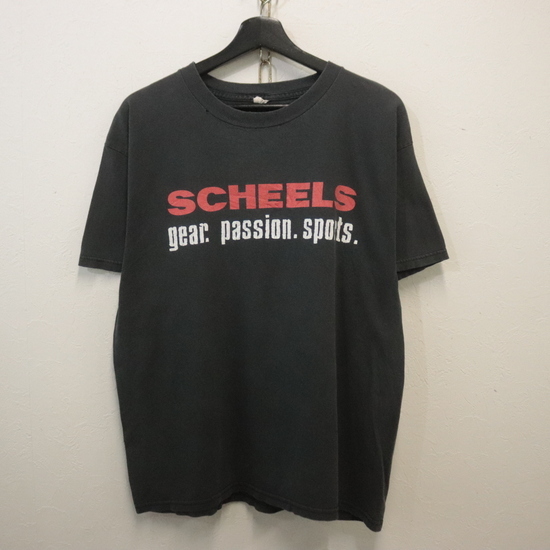 SCHEELS
gear. passion. sports.